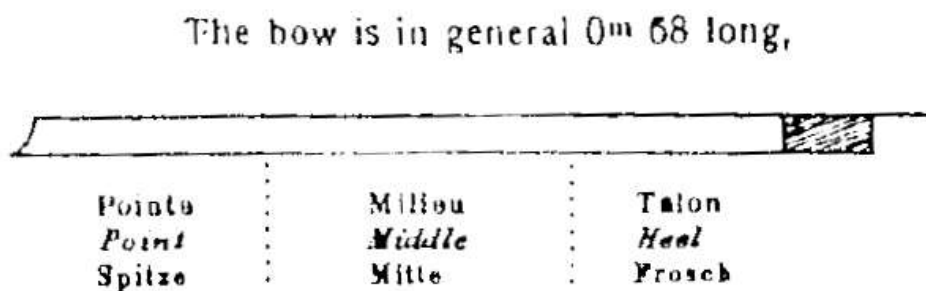 The bow is in general 0m 68 long,
Pointe Milieu Talon
Point Middle Heel
Spitze Mitte Frosch